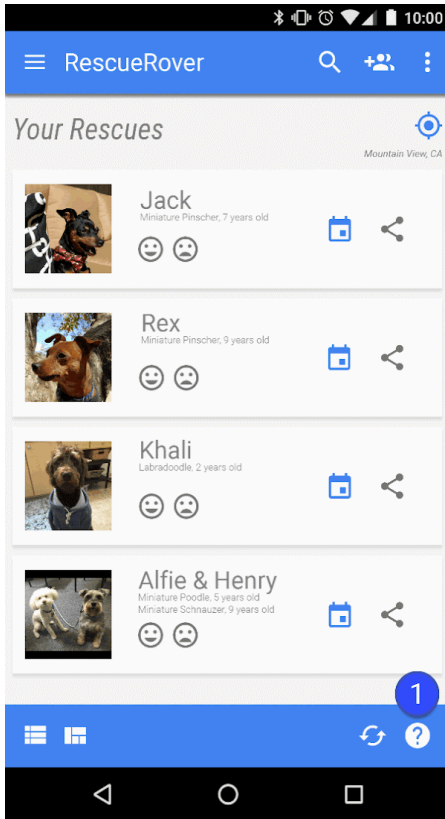 10:00
RescueRover
Your Rescues
Mountain View, CA
Jack
Miniature Pinscher, 7 years old
Rex
Miniature Pinscher, 9 years old
Khali
Labradoodle, 2 years old
Alfie & Henry
Miniature Poodle, 5 years old
Miniature Schnauzer, 9 years old
1
?